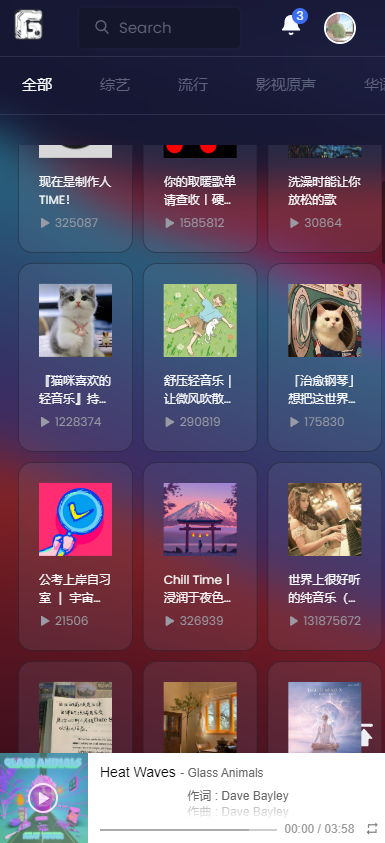 Search
3
全部 综艺 流行 影视原声 华语
现在是制作人 你的取暖歌单 洗澡时能让你
TIME! 请查收丨硬... 放松的歌
325087 1585812 30864
『猫咪喜欢的 舒压轻音乐丨 「治愈钢琴」
轻音乐』持... 让微风吹散... 想把这世界...
1228374 290819 175830
公考上岸自习 Chill Time丨 世界上很好听
室 丨 宇宙... 浸润于夜色... 的纯音乐（...
21506 326939 131875672
GLASS ANIMALS
Heat Waves - Glass Animals
作词 : Dave Bayley
作曲 : Dave Bayley
00:00 / 03:58